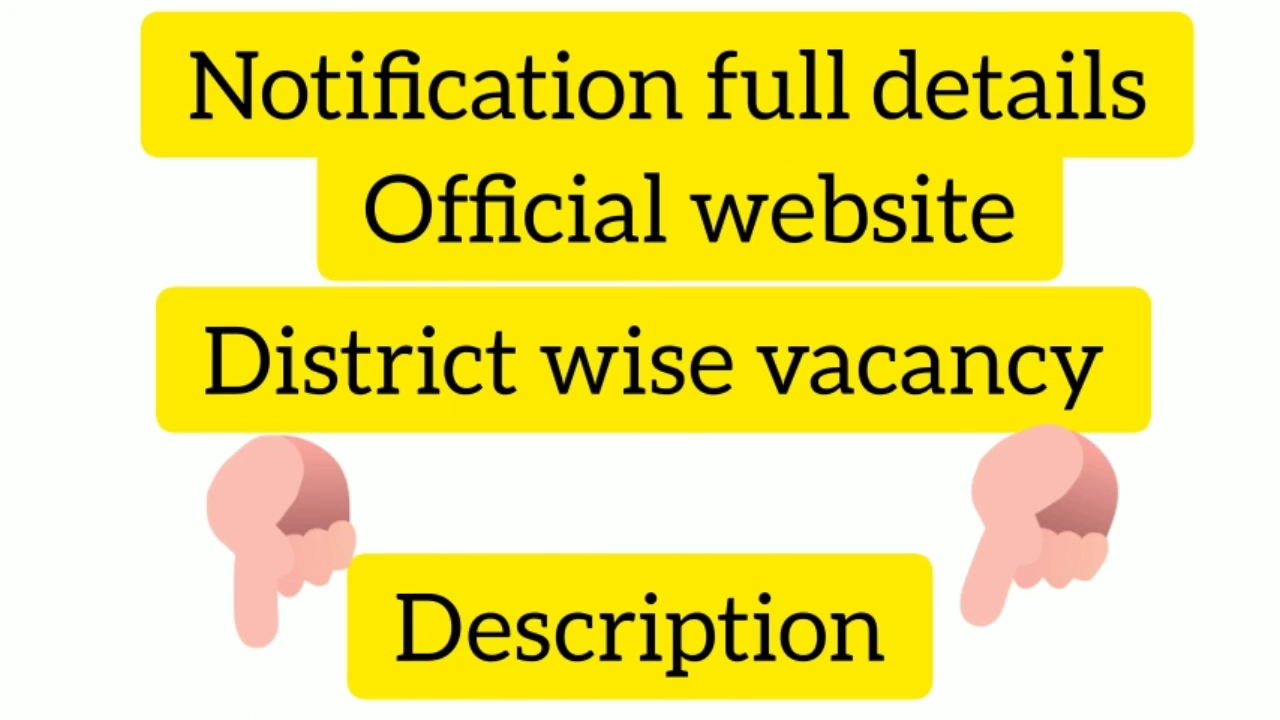 Notification full details
Official website
District wise vacancy
Description